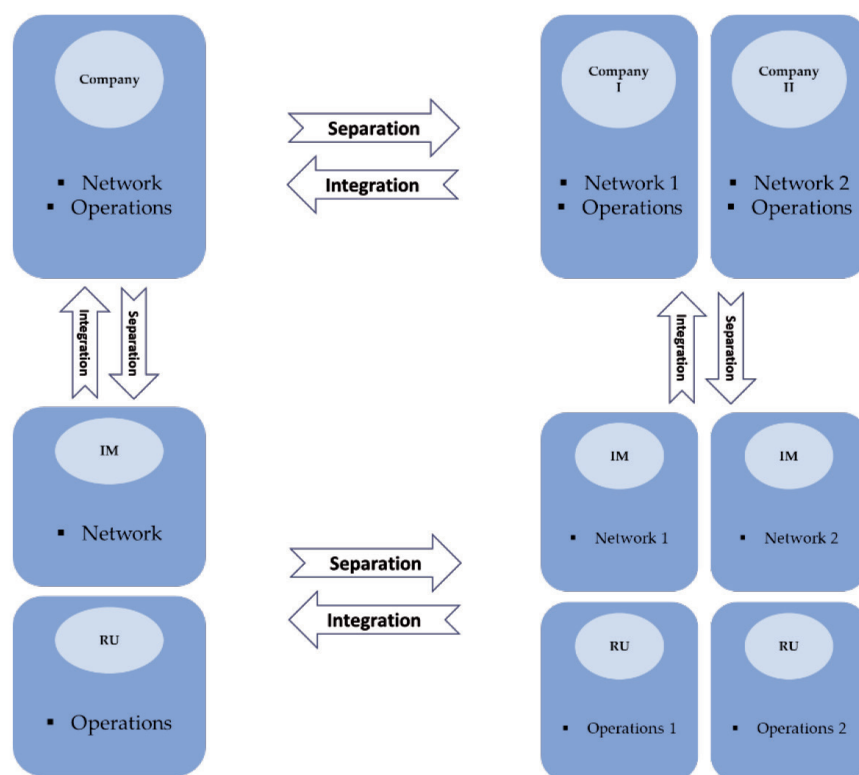 Company
▪ Network
▪ Operations
Separation
Integration
Company
I
▪ Network 1
▪ Operations
Company
II
▪ Network 2
▪ Operations
Integration
Separation
Integration
Separation
IM
▪ Network
RU
▪ Operations
Separation
Integration
IM
▪ Network 1
IM
▪ Network 2
RU
▪ Operations 1
RU
▪ Operations 2